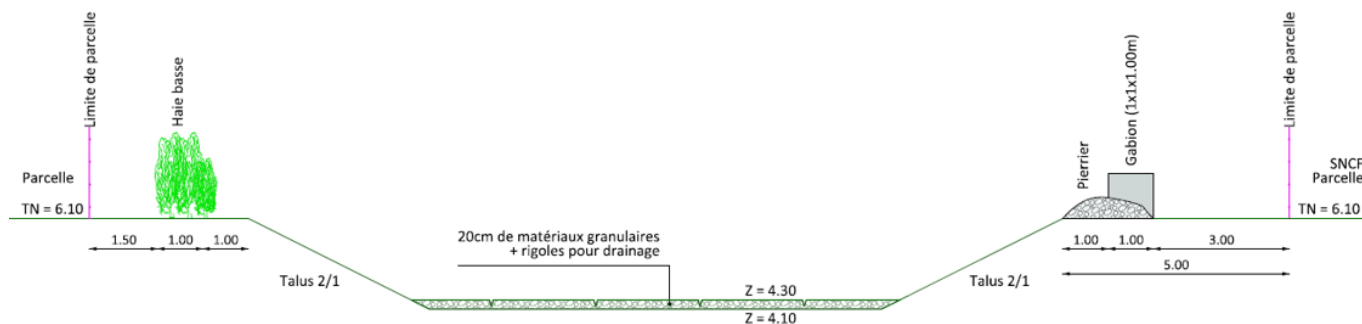 Limite de parcelle
Haie basse
Parcelle
TN = 6.10
1.50
1.00
1.00
Talus 2/1
20cm de matériaux granulaires
+ rigoles pour drainage
Z = 4.30
Z = 4.10
Talus 2/1
Pierrier
Gabion (1x1x1.00m)
1.00
1.00
3.00
5.00
Limite de parcelle
SNCF
Parcelle
TN = 6.10